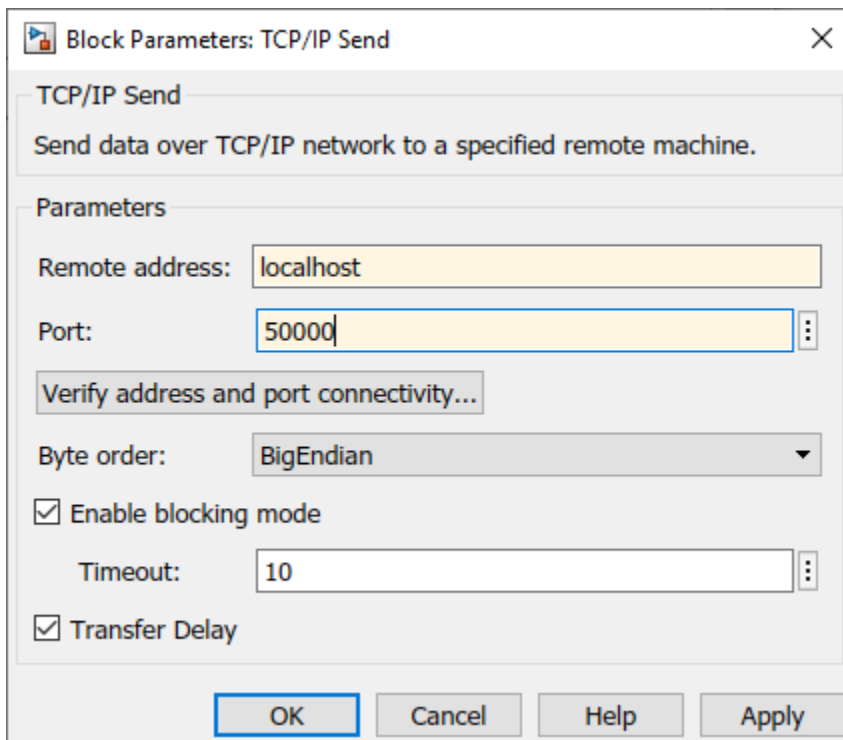 Block Parameters: TCP/IP Send
TCP/IP Send
Send data over TCP/IP network to a specified remote machine.
Parameters
Remote address: localhost
Port: 50000
Verify address and port connectivity...
Byte order: BigEndian
Enable blocking mode
Timeout: 10
Transfer Delay
OK Cancel Help Apply